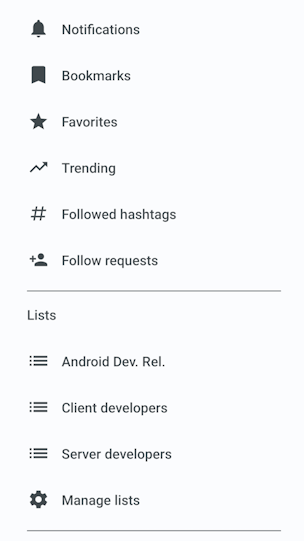 Notifications
Bookmarks
Favorites
Trending
Followed hashtags
Follow requests
Lists
Android Dev. Rel.
Client developers
Server developers
Manage lists